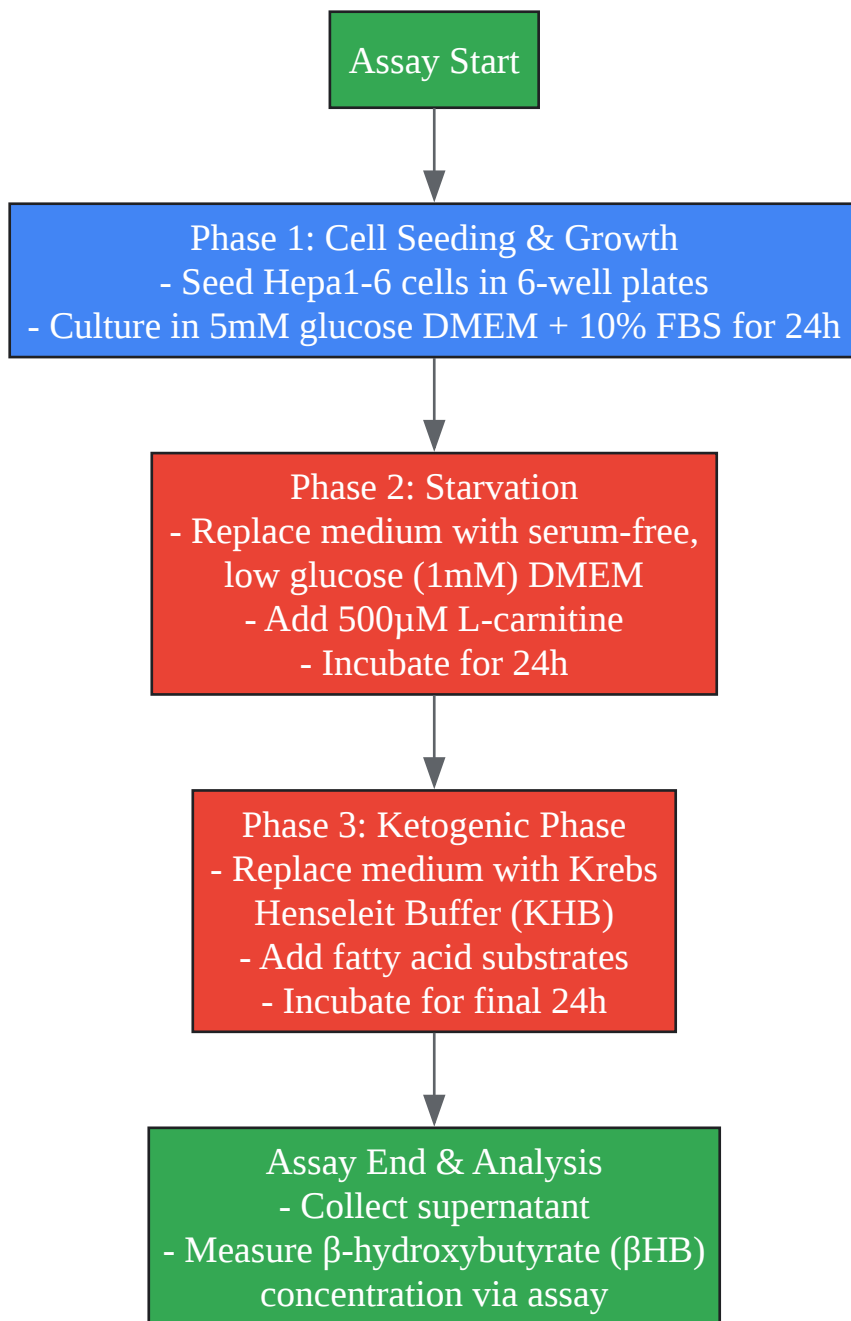 Assay Start
Phase 1: Cell Seeding & Growth
- Seed Hepa1-6 cells in 6-well plates
- Culture in 5mM glucose DMEM + 10% FBS for 24h
Phase 2: Starvation
- Replace medium with serum-free,
low glucose (1mM) DMEM
- Add 500µM L-carnitine
- Incubate for 24h
Phase 3: Ketogenic Phase
- Replace medium with Krebs
Henseleit Buffer (KHB)
- Add fatty acid substrates
- Incubate for final 24h
Assay End & Analysis
- Collect supernatant
- Measure β-hydroxybutyrate (βHB)
concentration via assay